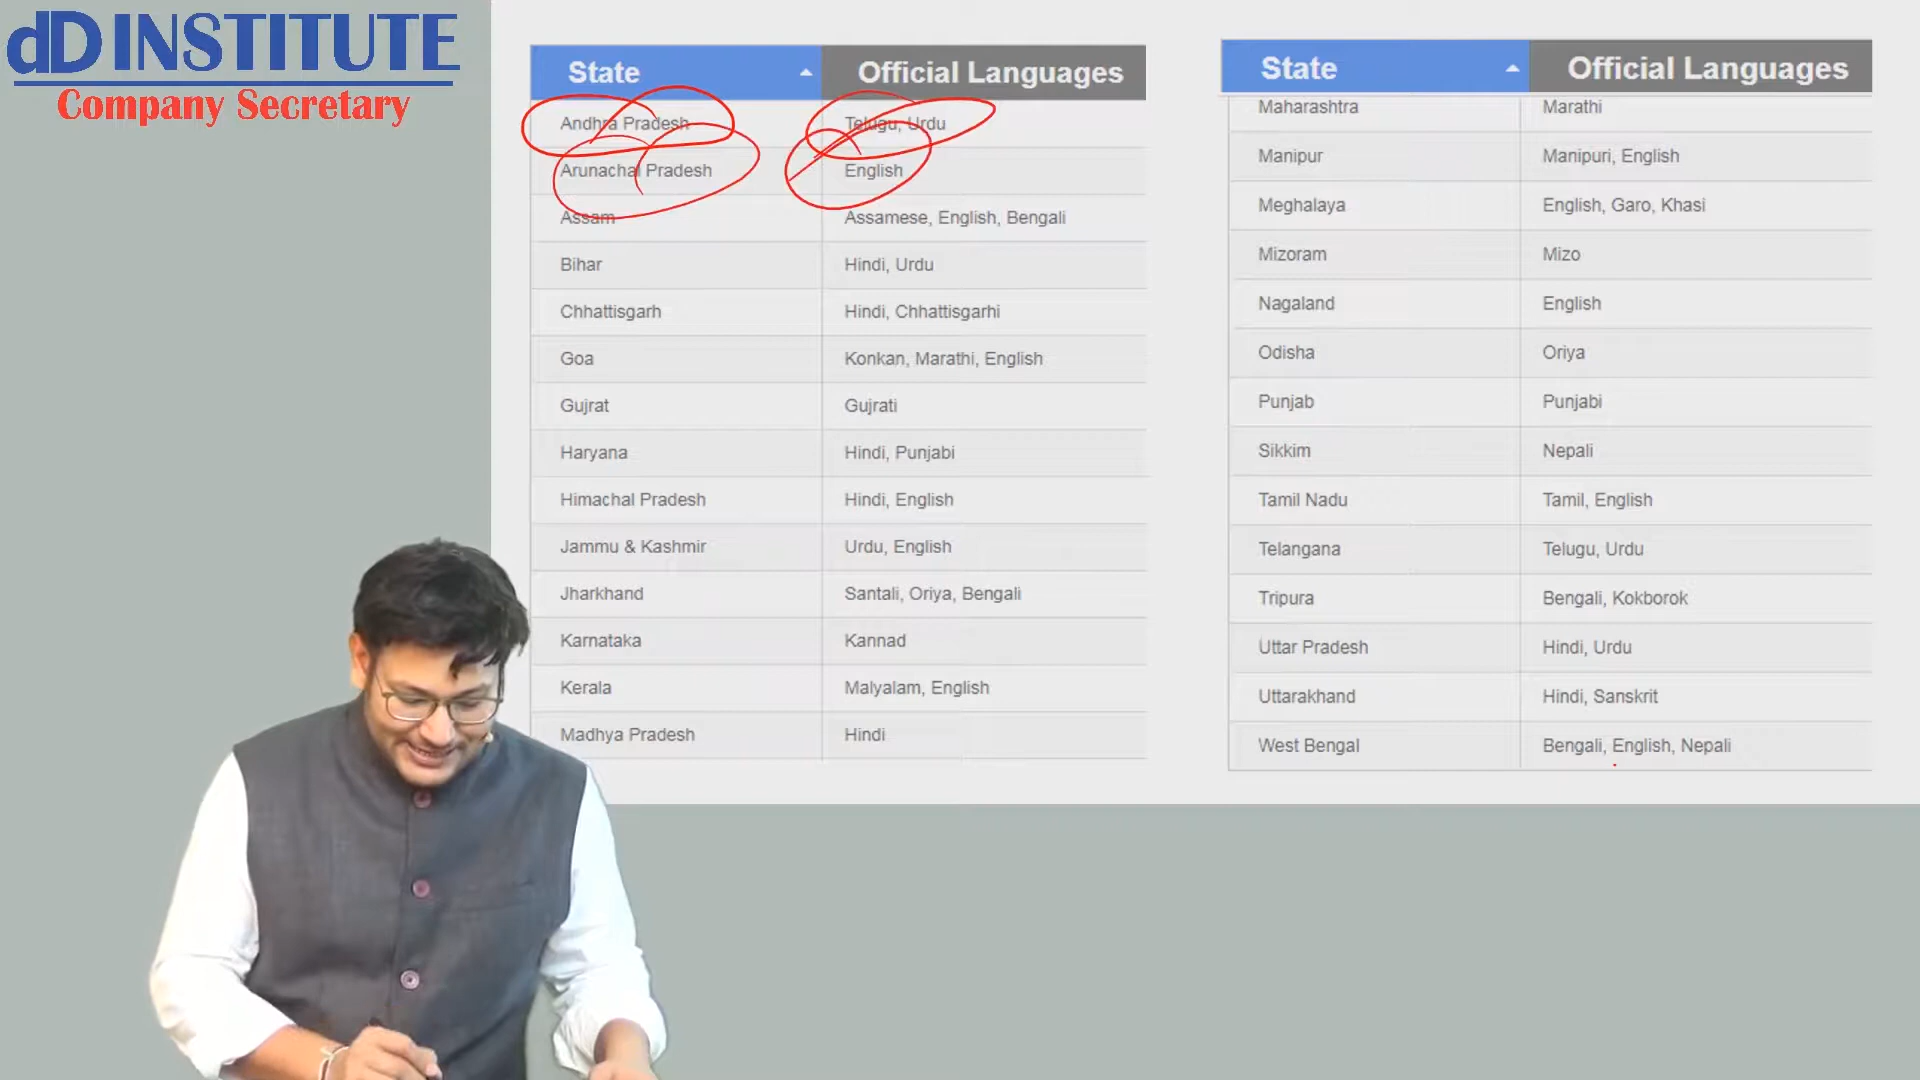 dD INSTITUTE
Company Secretary
State Official Languages
Andhra Pradesh Telugu, Urdu
Arunachal Pradesh English
Assam Assamese, English, Bengali
Bihar Hindi, Urdu
Chhattisgarh Hindi, Chhattisgarhi
Goa Konkan, Marathi, English
Gujrat Gujrati
Haryana Hindi, Punjabi
Himachal Pradesh Hindi, English
Jammu & Kashmir Urdu, English
Jharkhand Santali, Oriya, Bengali
Karnataka Kannad
Kerala Malyalam, English
Madhya Pradesh Hindi
State Official Languages
Maharashtra Marathi
Manipur Manipuri, English
Meghalaya English, Garo, Khasi
Mizoram Mizo
Nagaland English
Odisha Oriya
Punjab Punjabi
Sikkim Nepali
Tamil Nadu Tamil, English
Telangana Telugu, Urdu
Tripura Bengali, Kokborok
Uttar Pradesh Hindi, Urdu
Uttarakhand Hindi, Sanskrit
West Bengal Bengali, English, Nepali